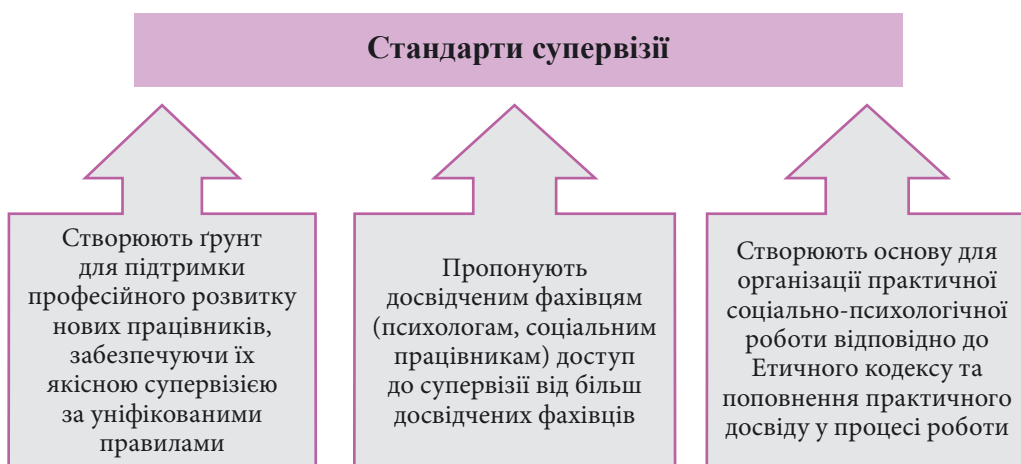 Стандарти супервізії
Створюють ґрунт
для підтримки
професійного розвитку
нових працівників,
забезпечуючи їх
якісною супервізією
за уніфікованими
правилами
Пропонують
досвідченим фахівцям
(психологам, соціальним
працівникам) доступ
до супервізії від більш
досвідчених фахівців
Створюють основу для
організації практичної
соціально-психологічної
роботи відповідно до
Етичного кодексу та
поповнення практичного
досвіду у процесі роботи